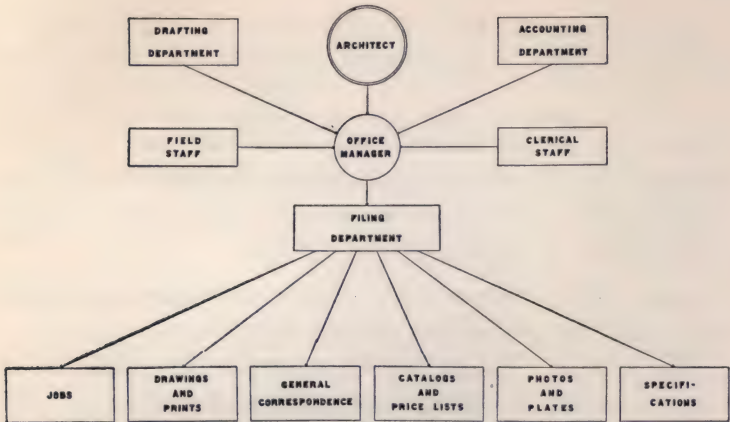 DRAFTING
DEPARTMENT
ARCHITECT
ACCOUNTING
DEPARTMENT
FIELD
STAFF
OFFICE
MANAGER
CLERICAL
STAFF
FILING
DEPARTMENT
JOBS
DRAWINGS
AND
PRINTS
GENERAL
CORRESPONDENCE
CATALOGS
AND
PRICE LISTS
PHOTOS
AND
PLATES
SPECIFI-
CATIONS